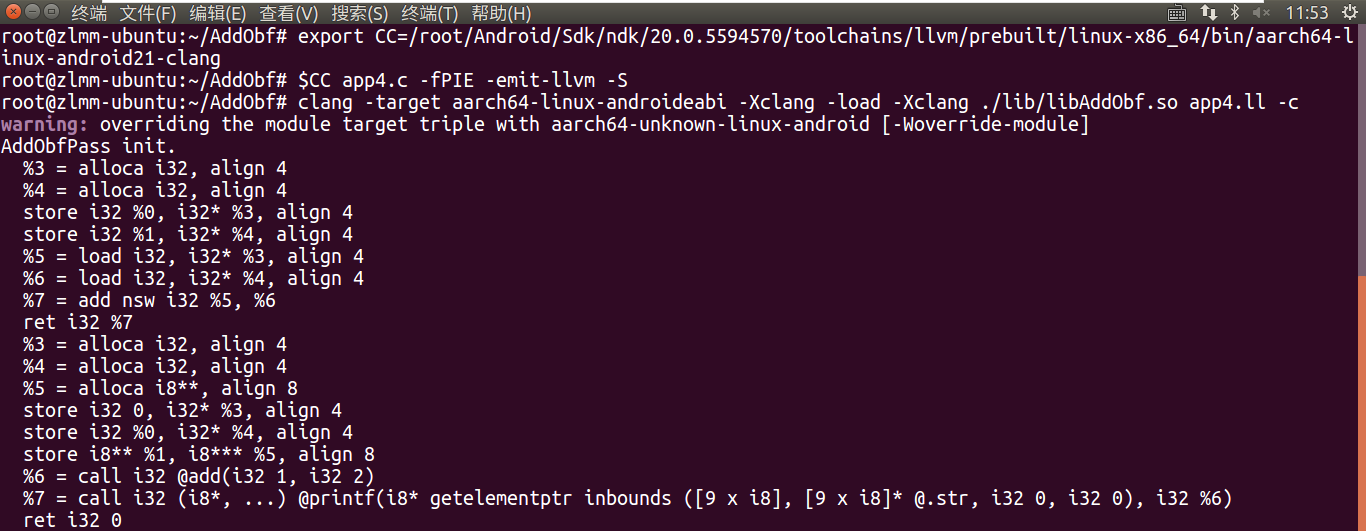 终端 文件(F) 编辑(E) 查看(V) 搜索(S) 终端(T) 帮助(H) 11:53
root@zlmm-ubuntu:~/AddObf# export CC=/root/Android/Sdk/ndk/20.0.5594570/toolchains/llvm/prebuilt/linux-x86_64/bin/aarch64-l
inux-android21-clang
root@zlmm-ubuntu:~/AddObf# $CC app4.c -fPIE -emit-llvm -S
root@zlmm-ubuntu:~/AddObf# clang -target aarch64-linux-androideabi -Xclang -load -Xclang ./lib/libAddObf.so app4.ll -c
warning: overriding the module target triple with aarch64-unknown-linux-android [-Woverride-module]
AddObfPass init.
  %3 = alloca i32, align 4
  %4 = alloca i32, align 4
  store i32 %0, i32* %3, align 4
  store i32 %1, i32* %4, align 4
  %5 = load i32, i32* %3, align 4
  %6 = load i32, i32* %4, align 4
  %7 = add nsw i32 %5, %6
  ret i32 %7
  %3 = alloca i32, align 4
  %4 = alloca i32, align 4
  %5 = alloca i8**, align 8
  store i32 0, i32* %3, align 4
  store i32 %0, i32* %4, align 4
  store i8** %1, i8*** %5, align 8
  %6 = call i32 @add(i32 1, i32 2)
  %7 = call i32 (i8*, ...) @printf(i8* getelementptr inbounds ([9 x i8], [9 x i8]* @.str, i32 0, i32 0), i32 %6)
  ret i32 0